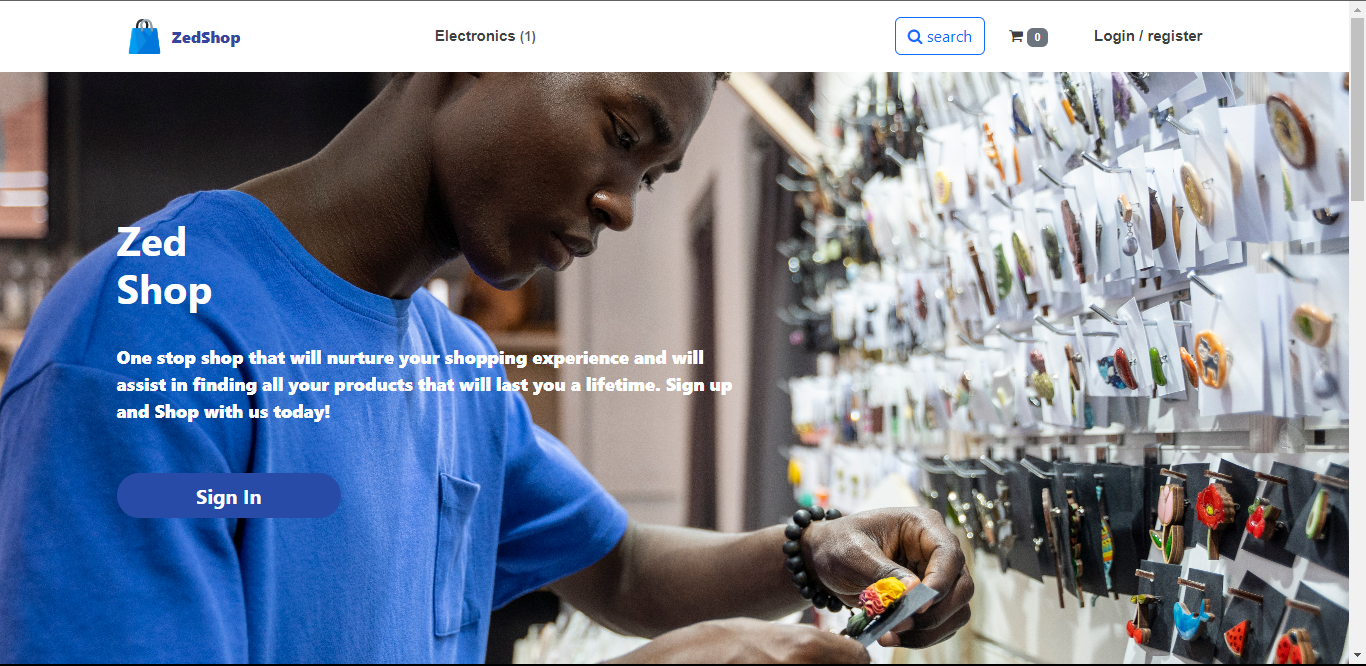 ZedShop
Electronics (1)
search
0
Login / register
Zed
Shop
One stop shop that will nurture your shopping experience and will
assist in finding all your products that will last you a lifetime. Sign up
and Shop with us today!
Sign In